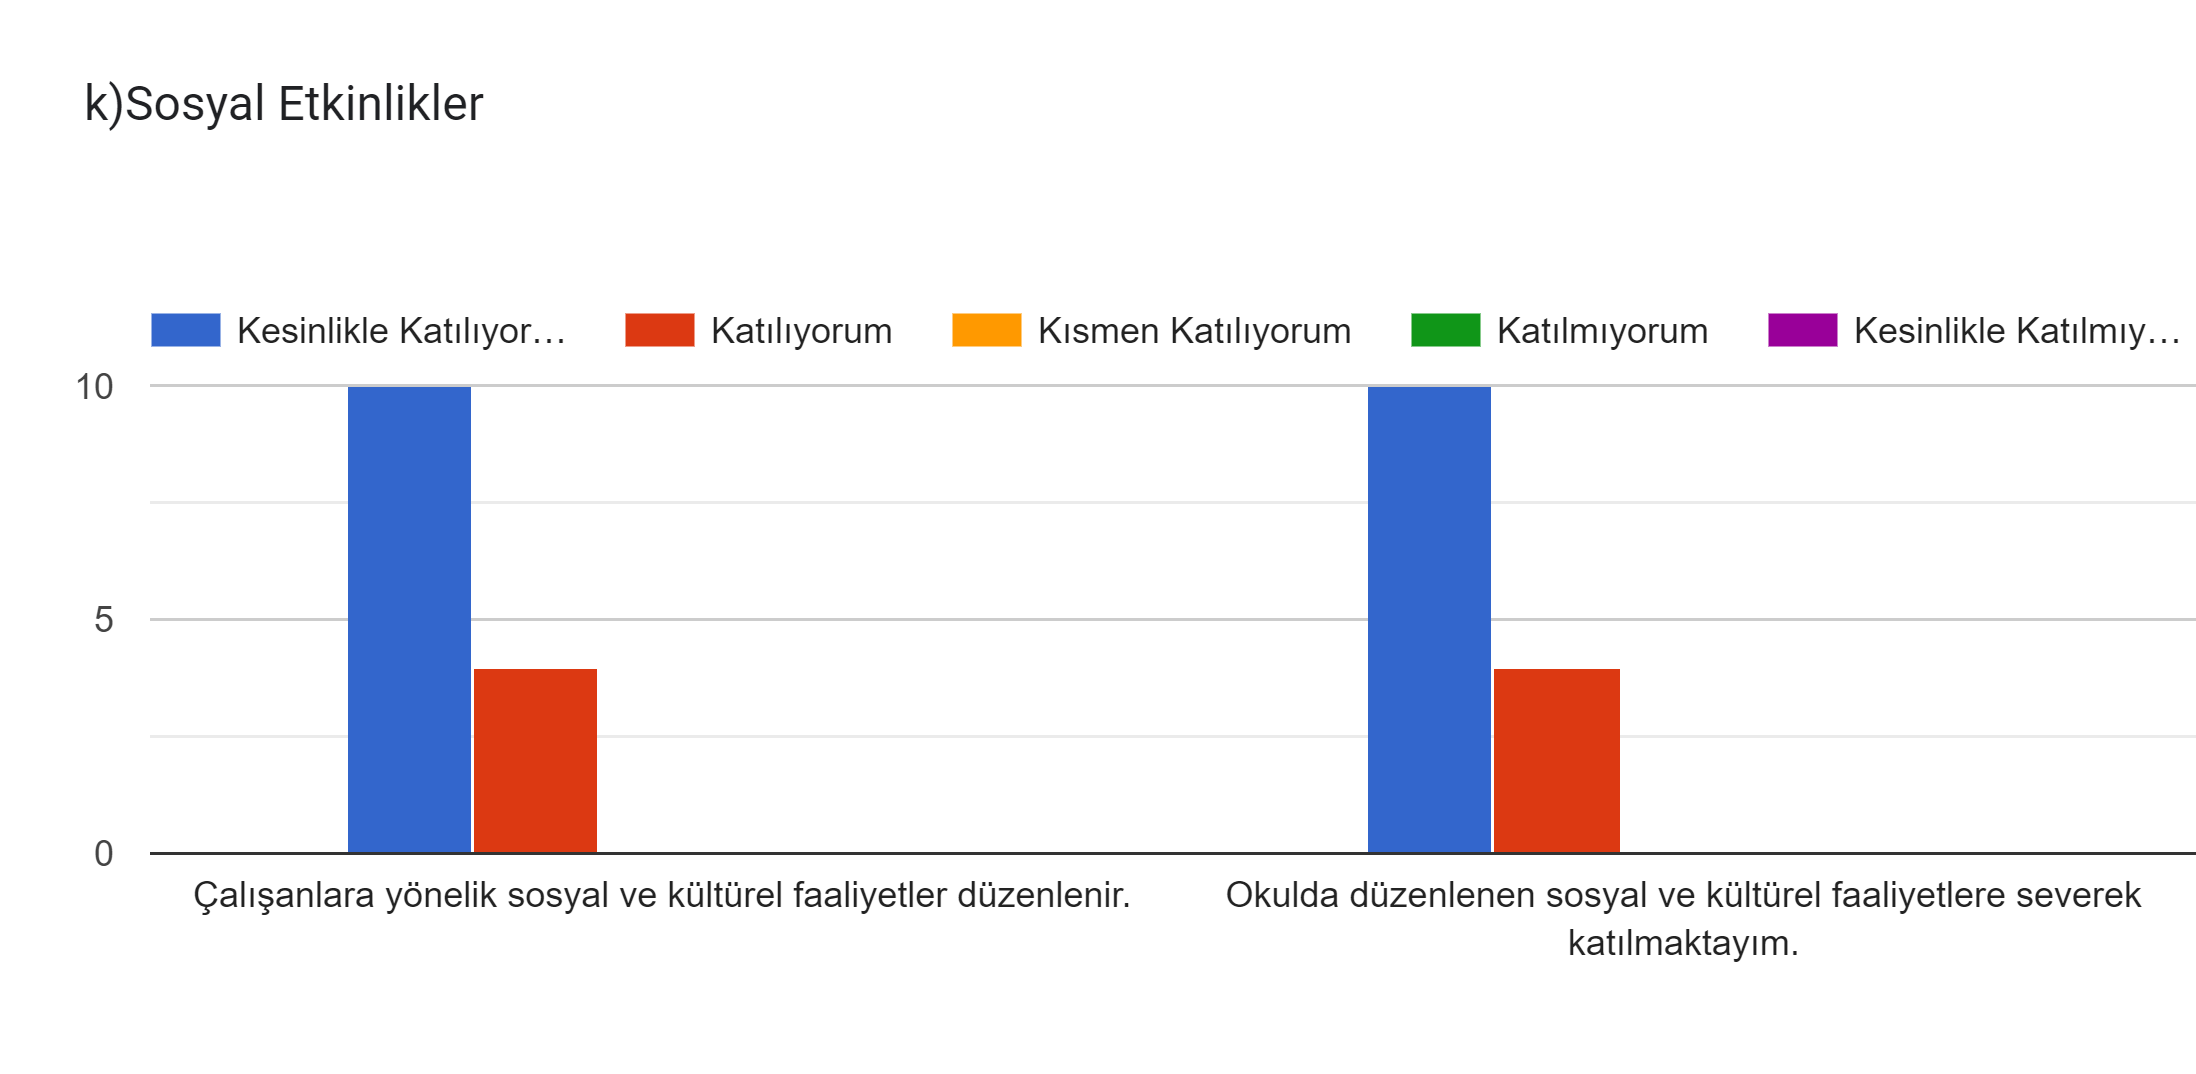 k)Sosyal Etkinlikler
Kesinlikle Katılıyor… Katılıyorum Kısmen Katılıyorum Katılmıyorum Kesinlikle Katılmıy…
10
5
0
Çalışanlara yönelik sosyal ve kültürel faaliyetler düzenlenir.
Okulda düzenlenen sosyal ve kültürel faaliyetlere severek
katılmaktayım.